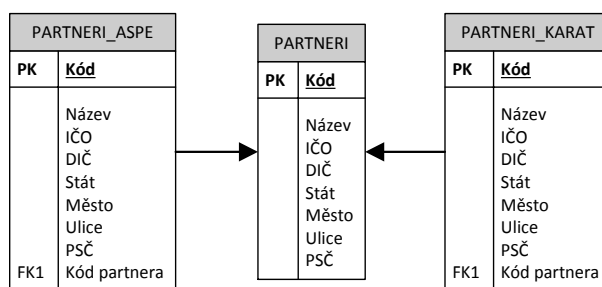 PARTNERI_ASPE
PK Kód
Název
IČO
DIČ
Stát
Město
Ulice
PSČ
FK1 Kód partnera
PARTNERI
PK Kód
Název
IČO
DIČ
Stát
Město
Ulice
PSČ
PARTNERI_KARAT
PK Kód
Název
IČO
DIČ
Stát
Město
Ulice
PSČ
FK1 Kód partnera